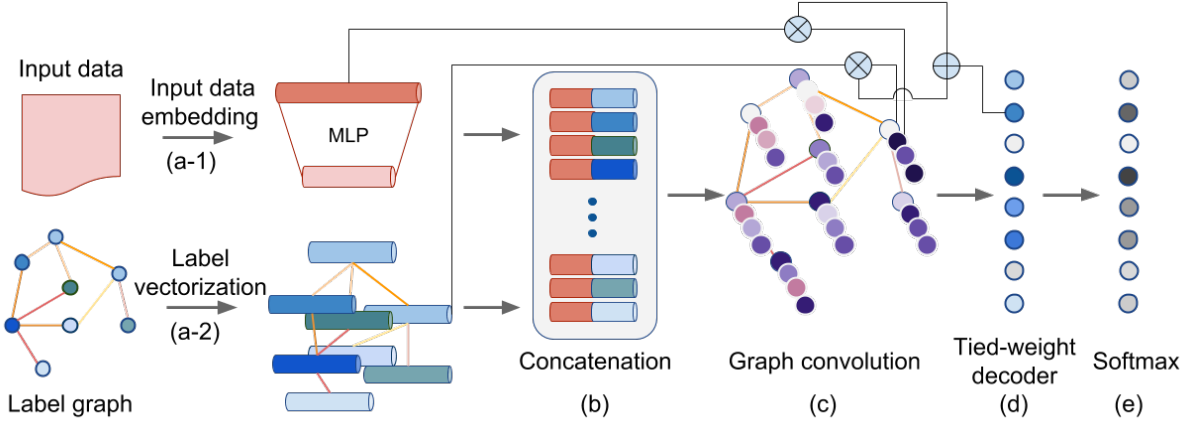 Input data
Input data
embedding
(a-1)
MLP
Label
vectorization
(a-2)
Label graph
Concatenation
(b)
Graph convolution
(c)
Tied-weight
decoder
(d)
Softmax
(e)